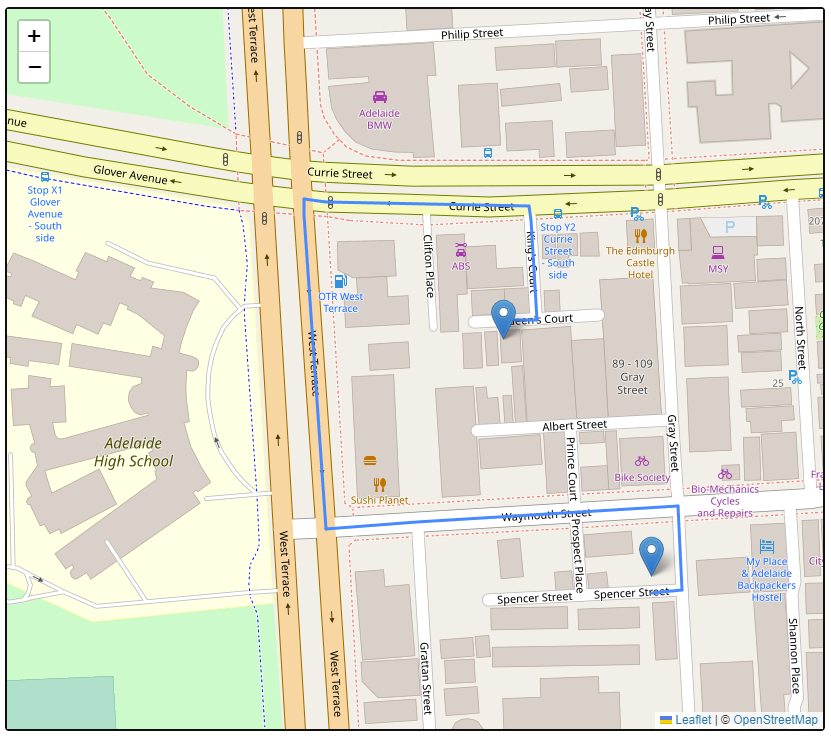 +
−
West Terrace
Philip Street
Philip Street
Adelaide
BMW
nue
Glover Avenue
Currie Street
Currie Street
Stop X1
Glover
Avenue
- South
side
Clifton Place
ABS
King's Court
Stop Y2
Currie
Street
- South
side
The Edinburgh
Castle
Hotel
P
MSY
207
OTR West
Terrace
West Terrace
Queen's Court
North Street
89 - 109
Gray
Street
25
Adelaide
High School
Albert Street
Prince Court
Gray Street
Bike Society
Sushi Planet
Bio-Mechanics
Cycles
and Repairs
Fra
Waymouth Street
Prospect Place
West Terrace
My Place
& Adelaide
Backpackers
Hostel
City
Spencer Street
Spencer Street
Grattan Street
West Terrace
Shannon Place
Leaflet | © OpenStreetMap